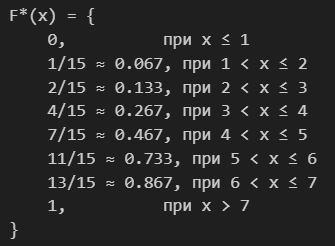 F*(x) = {
0, при x ≤ 1
1/15 ≈ 0.067, при 1 < x ≤ 2
2/15 ≈ 0.133, при 2 < x ≤ 3
4/15 ≈ 0.267, при 3 < x ≤ 4
7/15 ≈ 0.467, при 4 < x ≤ 5
11/15 ≈ 0.733, при 5 < x ≤ 6
13/15 ≈ 0.867, при 6 < x ≤ 7
1, при x > 7
}